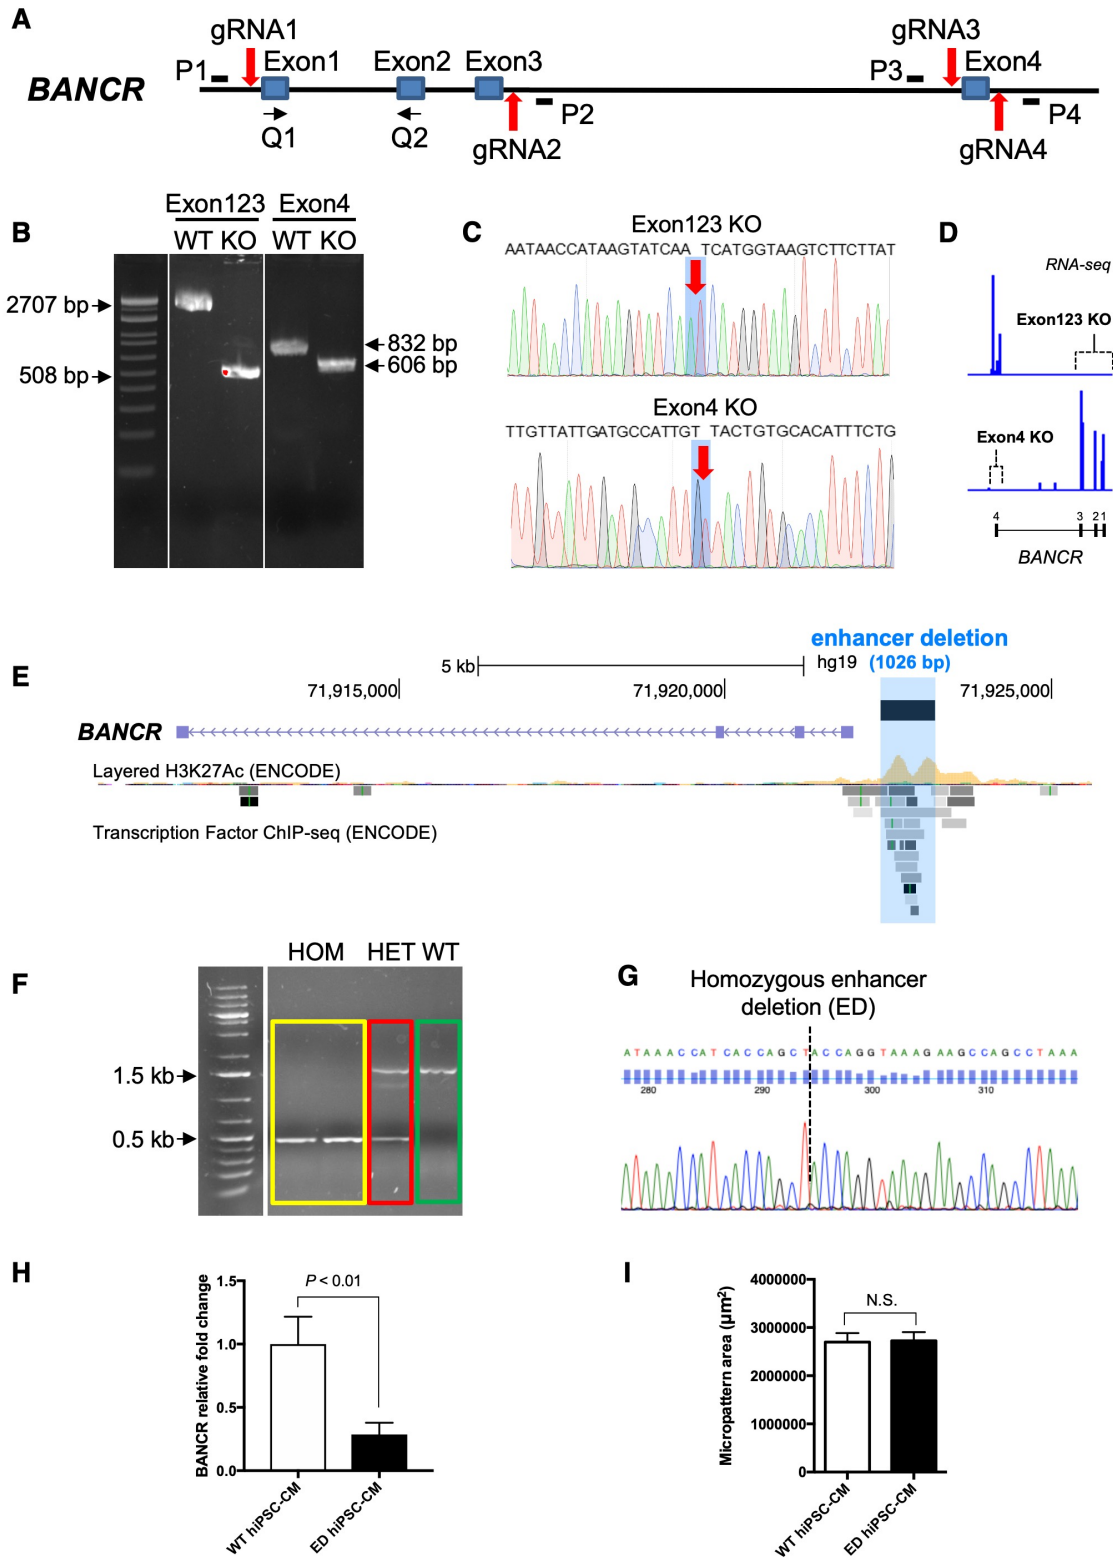 A
gRNA1
gRNA3
P1
Exon1
Exon2
Exon3
P3
Exon4
BANCR
Q1
Q2
P2
P4
gRNA2
gRNA4
B
Exon123
Exon4
WT
KO
WT
KO
2707 bp
508 bp
832 bp
606 bp
C
Exon123 KO
AATAACCATAAGTATCAA TCATGGTAAGTCTTCTTAT
Exon4 KO
TTGTTATTGATGCCATTGT TACTGTGCACATTTCTG
D
RNA-seq
Exon123 KO
Exon4 KO
4
3
2
1
BANCR
E
enhancer deletion
5 kb
hg19
(1026 bp)
71,915,000
71,920,000
71,925,000
BANCR
Layered H3K27Ac (ENCODE)
Transcription Factor ChIP-seq (ENCODE)
F
HOM
HET
WT
1.5 kb
0.5 kb
G
Homozygous enhancer
deletion (ED)
ATAAACCATCACCAGCTACCAGGTAAAGAAGCCAGCCTAAA
280
290
300
310
H
BANCR relative fold change
1.5
1.0
0.5
0.0
P < 0.01
WT hiPSC-CM
ED hiPSC-CM
I
Micropattern area (µm²)
4000000
3000000
2000000
1000000
0
N.S.
WT hiPSC-CM
ED hiPSC-CM